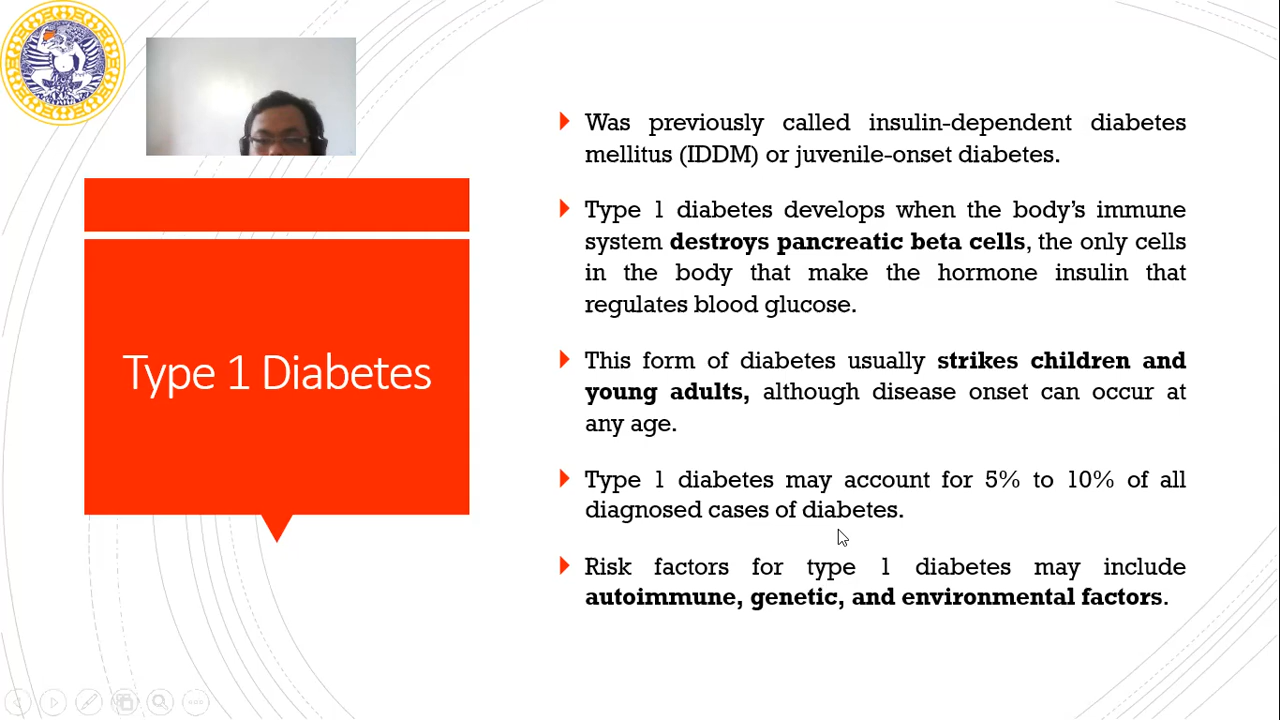 Type 1 Diabetes
Was previously called insulin-dependent diabetes
mellitus (IDDM) or juvenile-onset diabetes.
Type 1 diabetes develops when the body's immune
system destroys pancreatic beta cells, the only cells
in the body that make the hormone insulin that
regulates blood glucose.
This form of diabetes usually strikes children and
young adults, although disease onset can occur at
any age.
Type 1 diabetes may account for 5% to 10% of all
diagnosed cases of diabetes.
Risk factors for type 1 diabetes may include
autoimmune, genetic, and environmental factors.